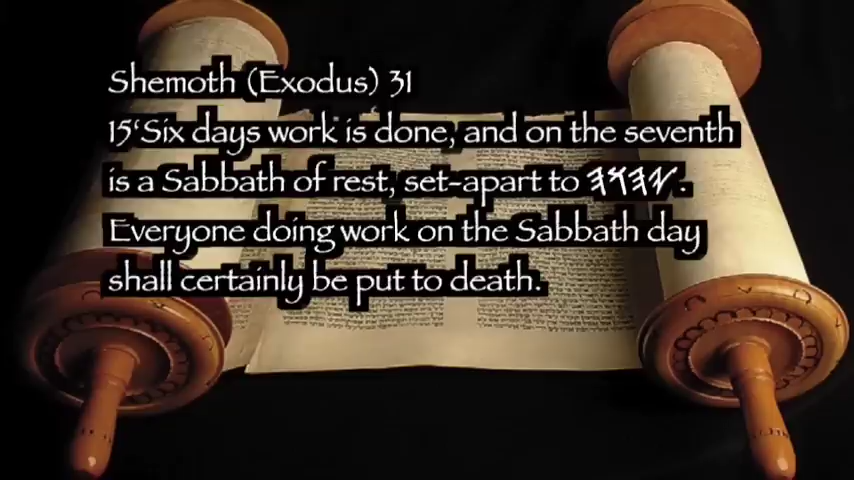 Shemoth (Exodus) 31
15‘Six days work is done, and on the seventh
is a Sabbath of rest, set-apart to 𐤉𐤄𐤅𐤄.
Everyone doing work on the Sabbath day
shall certainly be put to death.